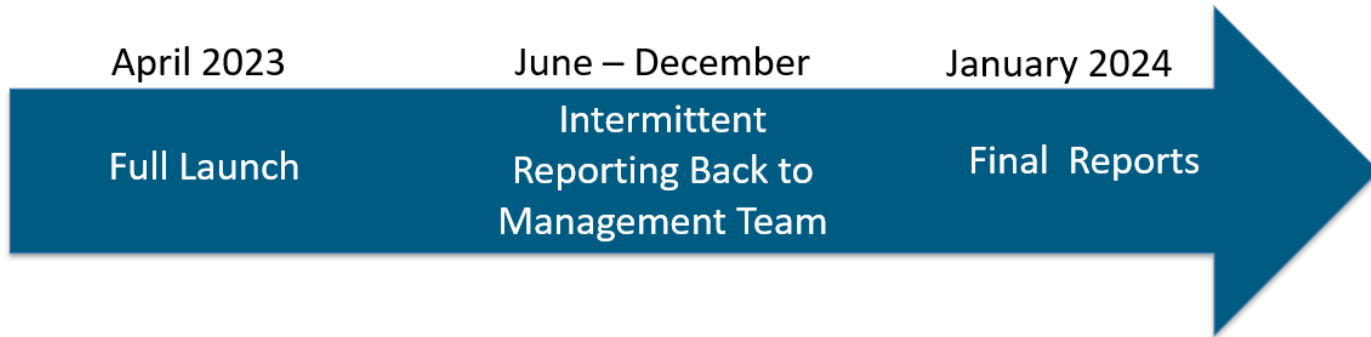 April 2023
Full Launch
June – December
Intermittent
Reporting Back to
Management Team
January 2024
Final  Reports